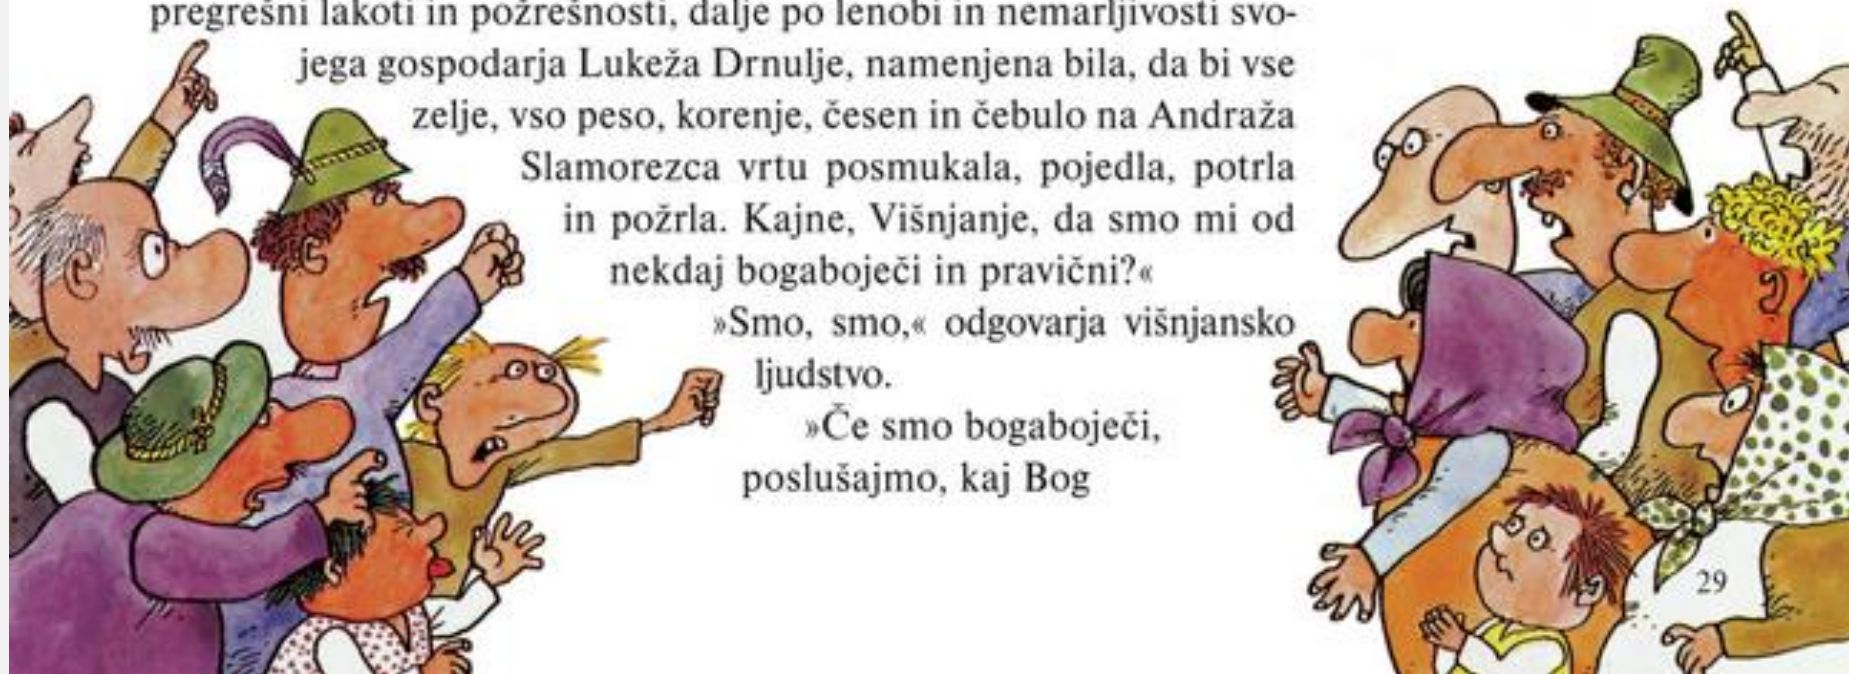 pregrešni lakoti in požrešnosti, dalje po lenobi in nemarljivosti svo-
jega gospodarja Lukeža Drnulje, namenjena bila, da bi vse
zelje, vso peso, korenje, česen in čebulo na Andraža
Slamorezca vrtu posmukala, pojedla, potrla
in požrla. Kajne, Višnjanje, da smo mi od
nekdaj bogaboječi in pravični?«
»Smo, smo,« odgovarja višnjansko
ljudstvo.
»Če smo bogaboječi,
poslušajmo, kaj Bog
29